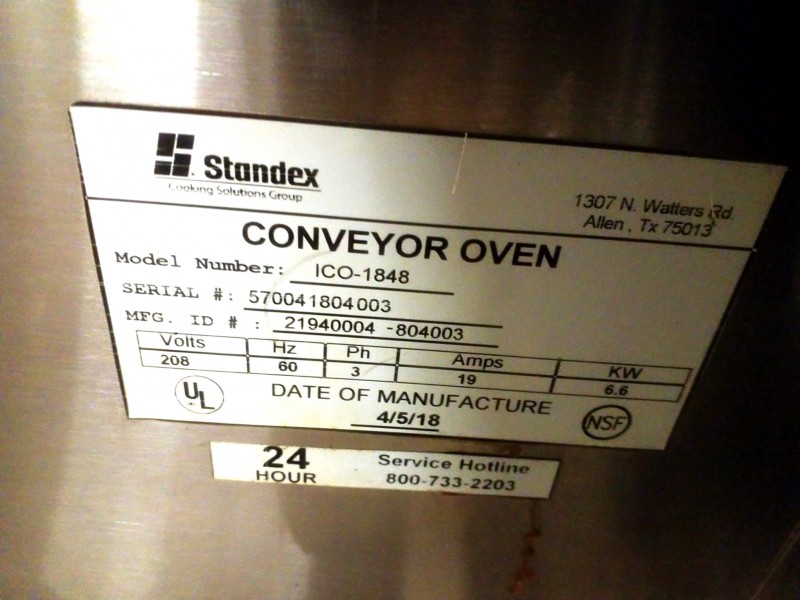 Standex
Cooking Solutions Group
1307 N. Watters Rd.
Allen, Tx 75013
CONVEYOR OVEN
Model Number: ICO-1848
SERIAL #: 570041804003
MFG. ID # : 21940004 -804003
Volts Hz Ph Amps KW
208 60 3 19 6.6
UL DATE OF MANUFACTURE NSF
4/5/18
24 HOUR
Service Hotline
800-733-2203